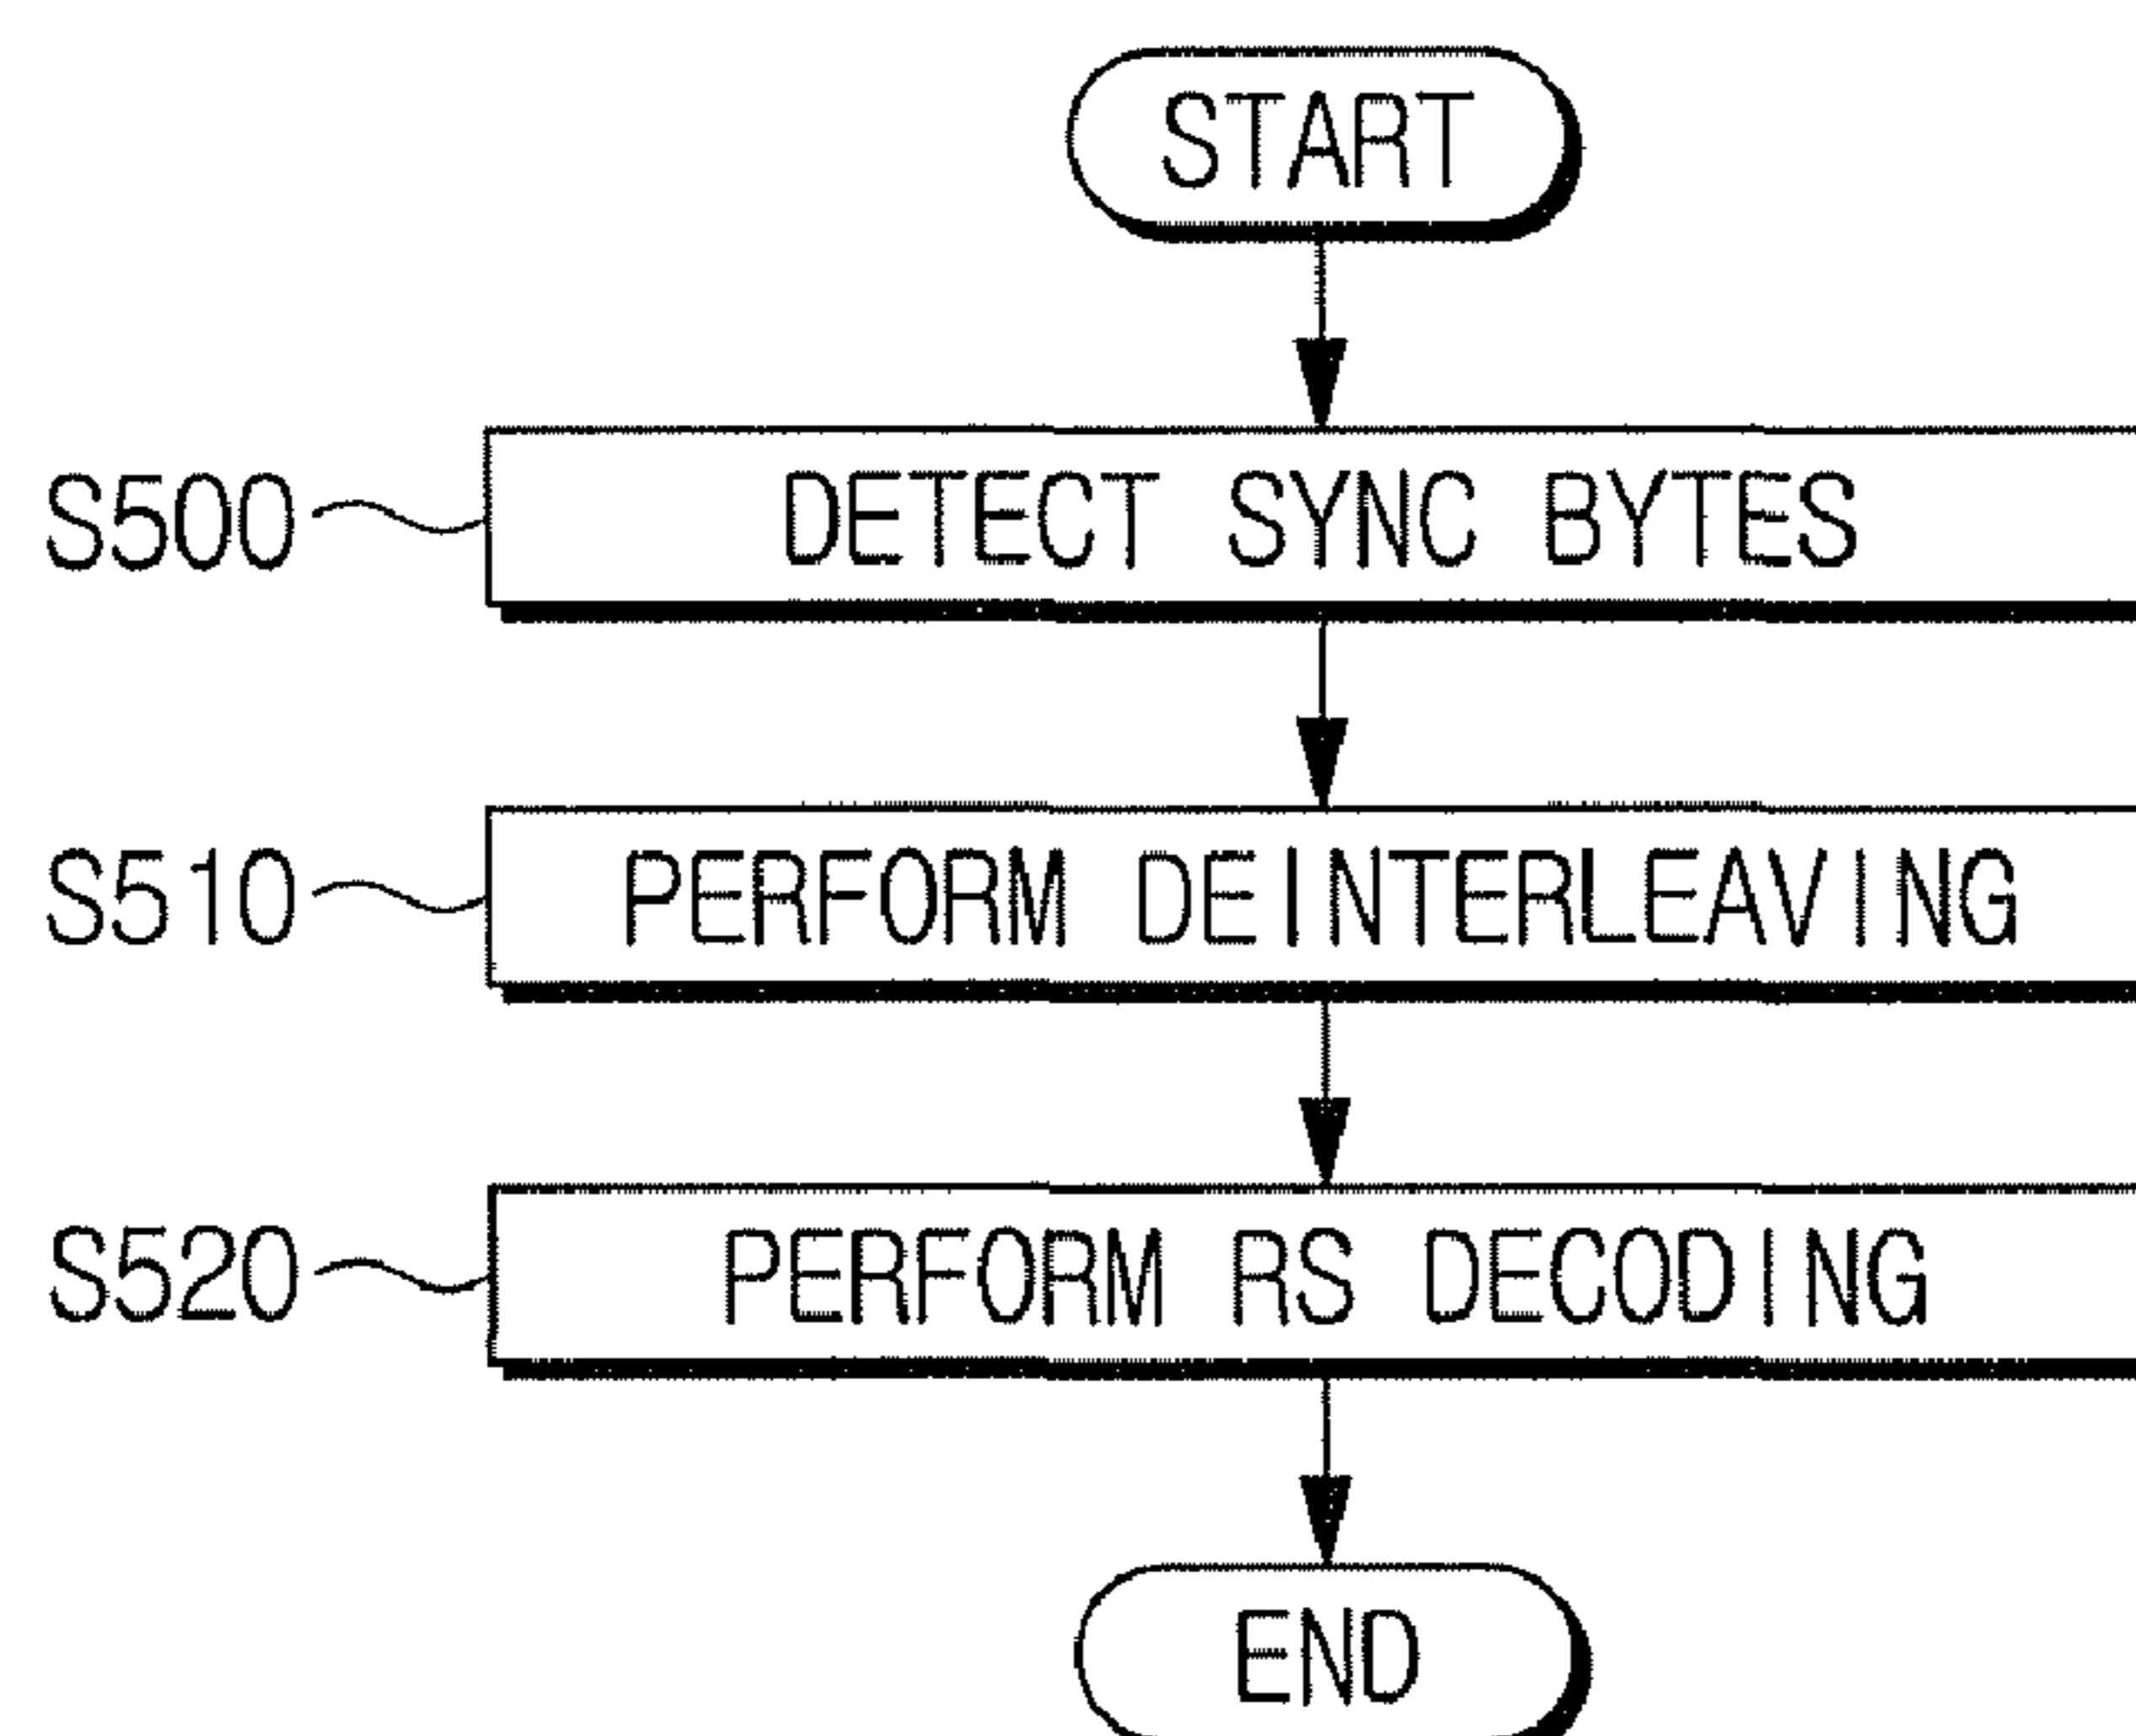 START
S500 DETECT SYNC BYTES
S510 PERFORM DEINTERLEAVING
S520 PERFORM RS DECODING
END